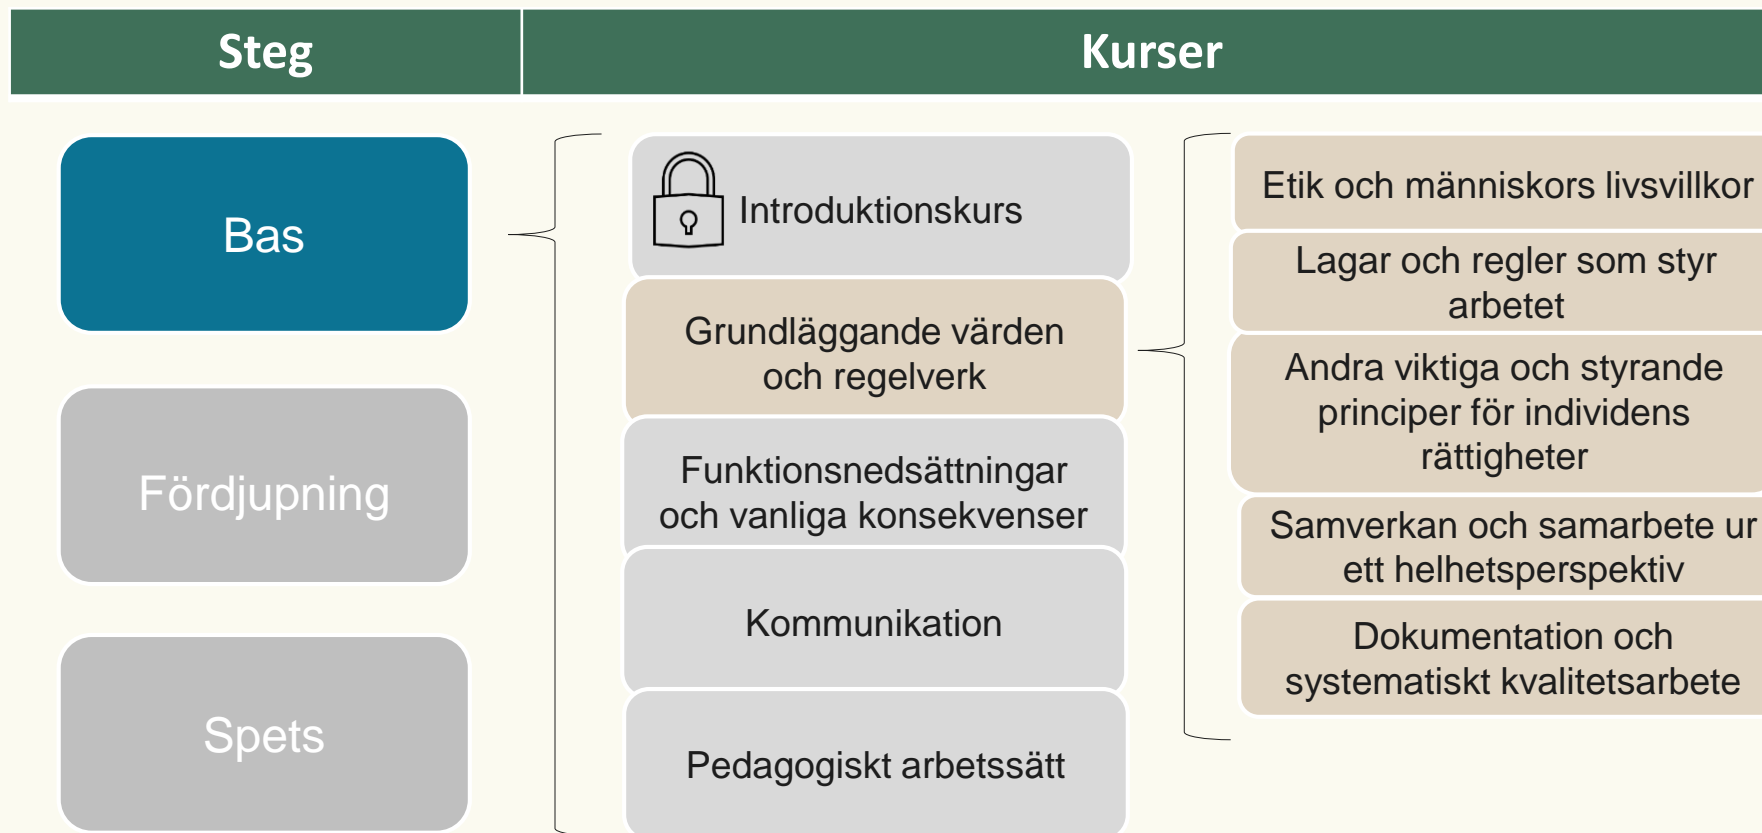 Steg
Kurser
Bas
Fördjupning
Spets
Introduktionskurs
Grundläggande värden
och regelverk
Funktionsnedsättningar
och vanliga konsekvenser
Kommunikation
Pedagogiskt arbetssätt
Etik och människors livsvillkor
Lagar och regler som styr
arbetet
Andra viktiga och styrande
principer för individens
rättigheter
Samverkan och samarbete ur
ett helhetsperspektiv
Dokumentation och
systematiskt kvalitetsarbete